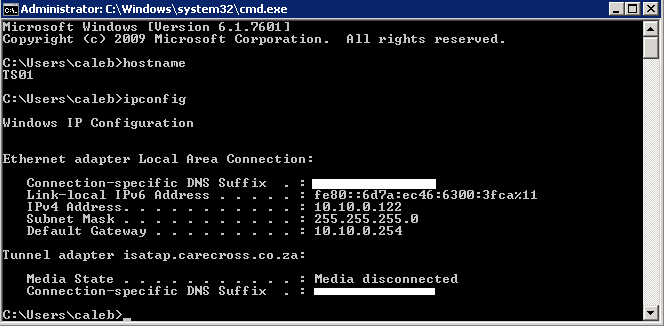 Administrator: C:\Windows\system32\cmd.exe
Microsoft Windows [Version 6.1.7601]
Copyright (c) 2009 Microsoft Corporation.  All rights reserved.
C:\Users\caleb>hostname
TS01
C:\Users\caleb>ipconfig
Windows IP Configuration
Ethernet adapter Local Area Connection:
   Connection-specific DNS Suffix  . :
   Link-local IPv6 Address . . . . . : fe80::6d7a:ec46:6300:3fca%11
   IPv4 Address. . . . . . . . . . . : 10.10.0.122
   Subnet Mask . . . . . . . . . . . : 255.255.255.0
   Default Gateway . . . . . . . . . : 10.10.0.254
Tunnel adapter isatap.carecross.co.za:
   Media State . . . . . . . . . . . : Media disconnected
   Connection-specific DNS Suffix  . :
C:\Users\caleb>_